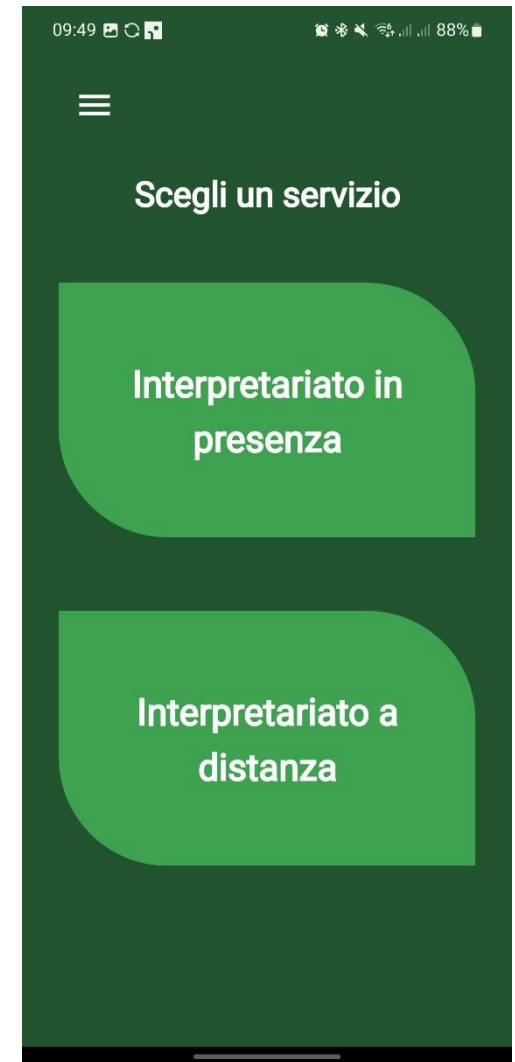 09:49 88%
Scegli un servizio
Interpretariato in
presenza
Interpretariato a
distanza